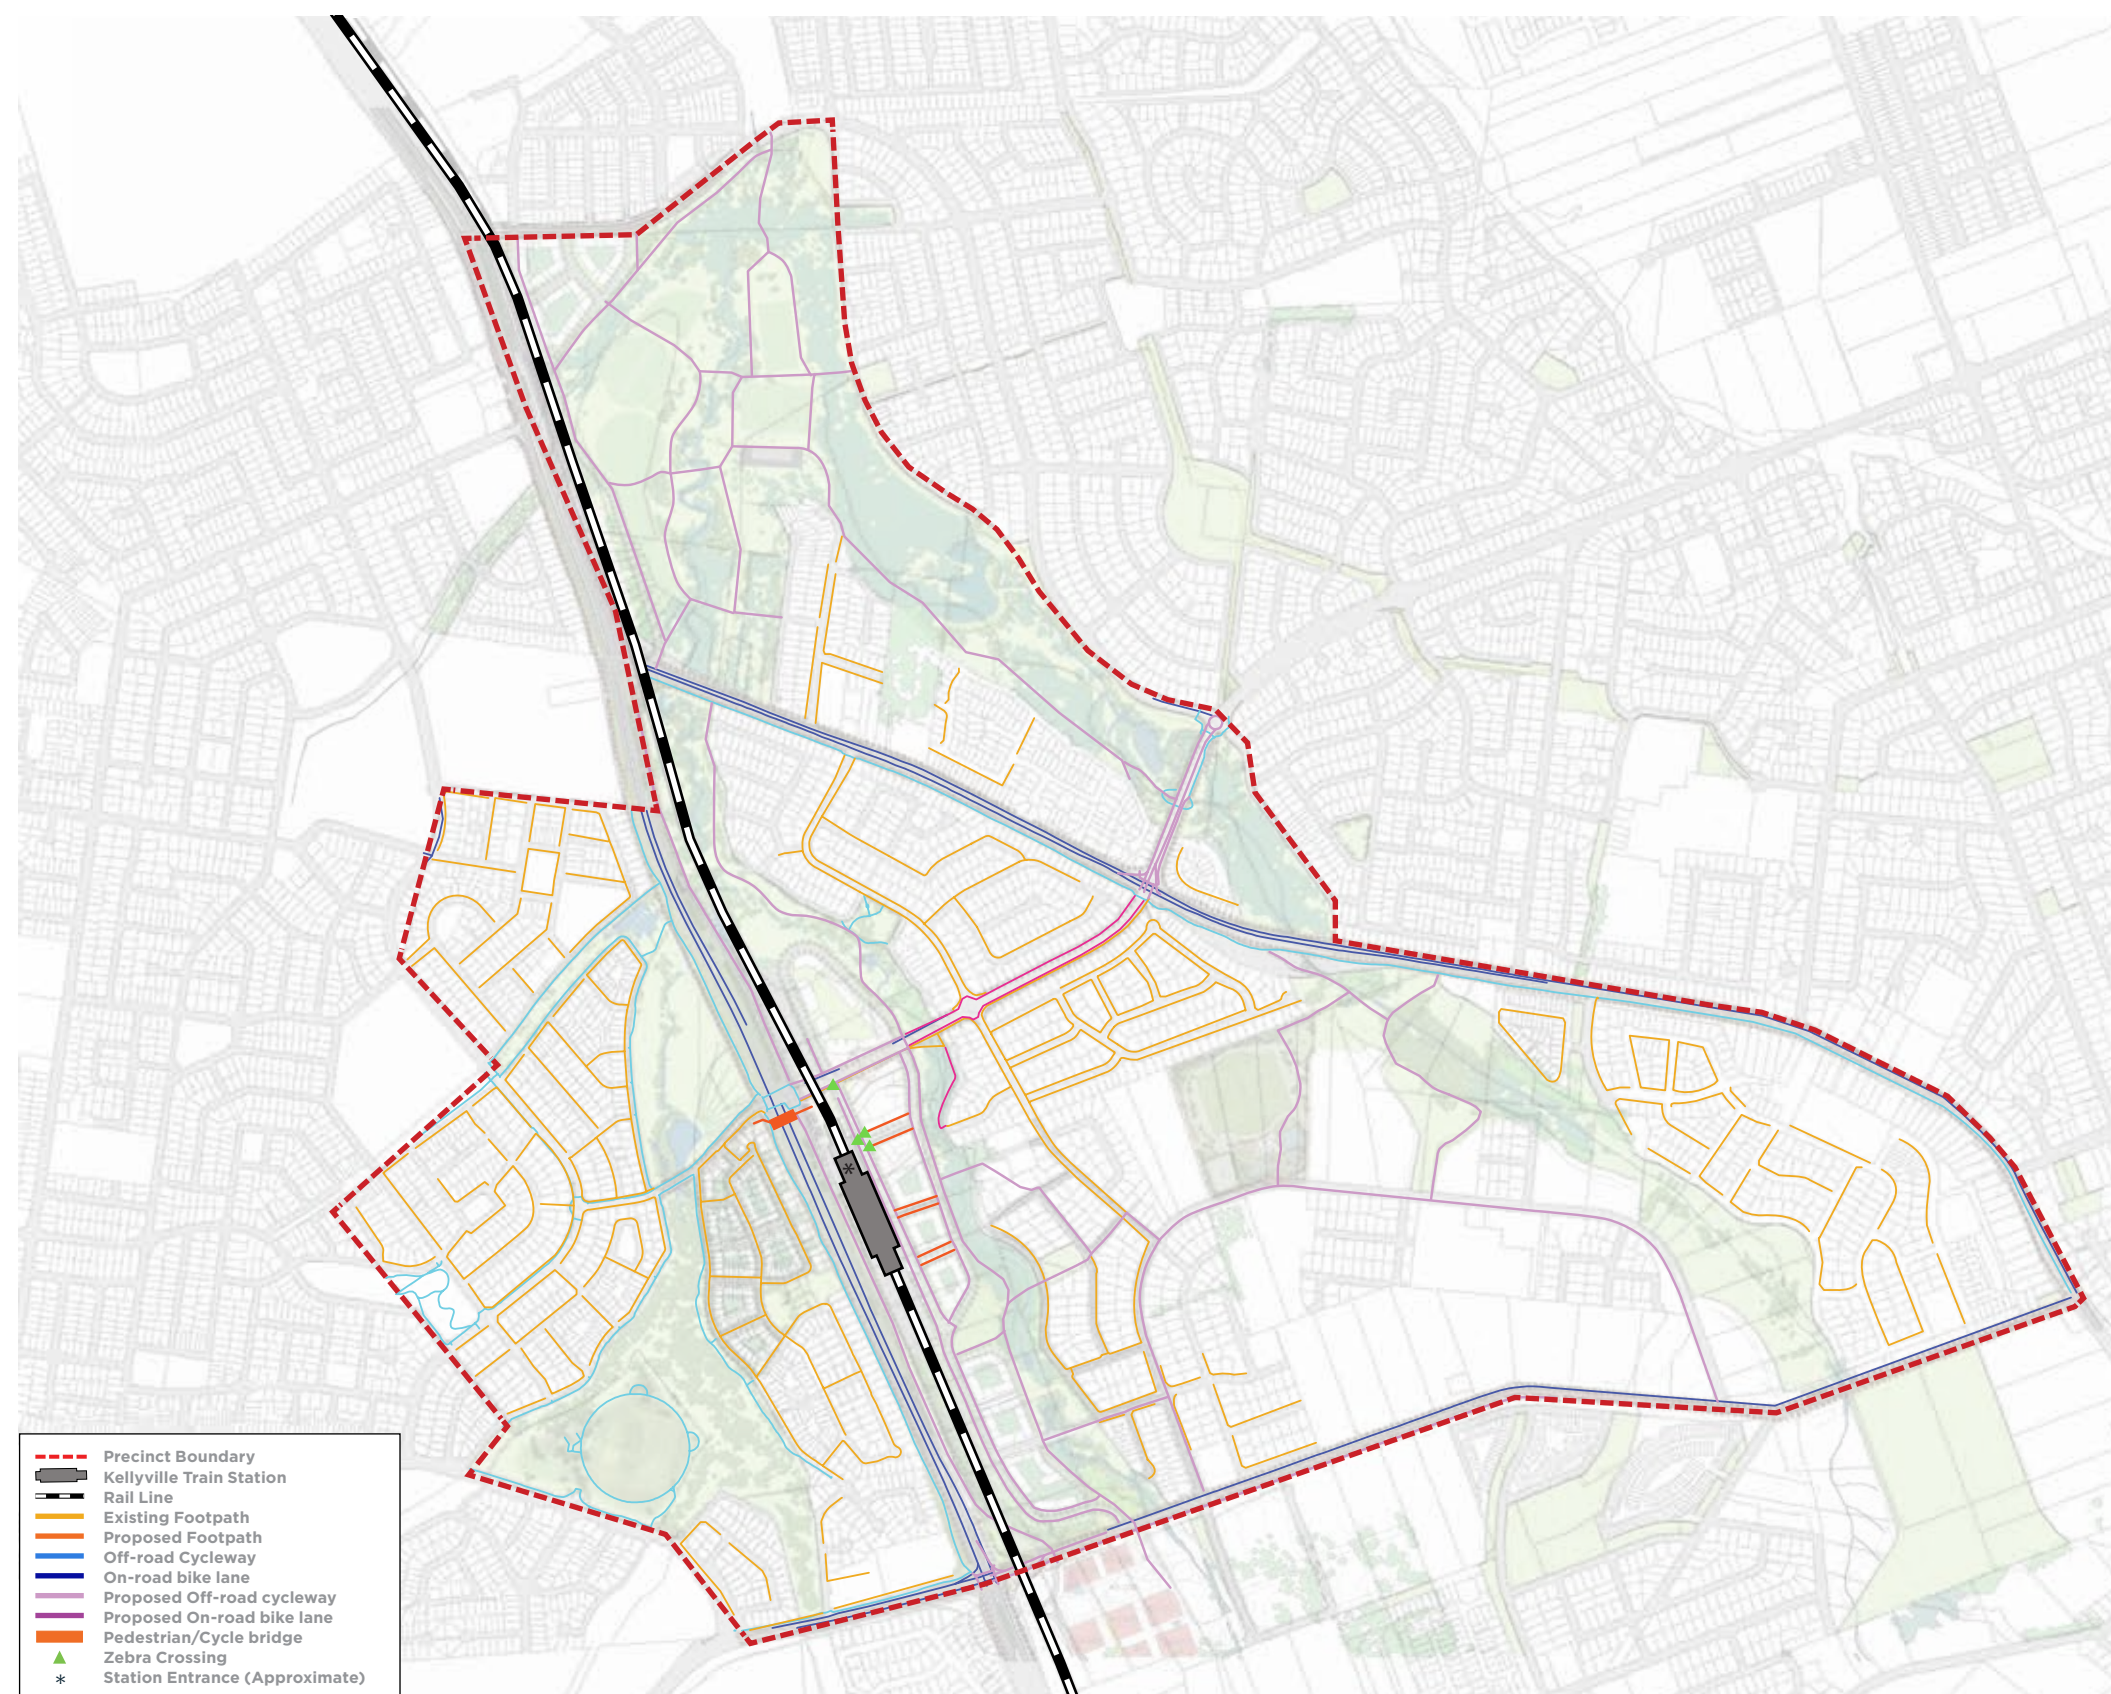 Precinct Boundary
Kellyville Train Station
Rail Line
Existing Footpath
Proposed Footpath
Off-road Cycleway
On-road bike lane
Proposed Off-road cycleway
Proposed On-road bike lane
Pedestrian/Cycle bridge
Zebra Crossing
* Station Entrance (Approximate)